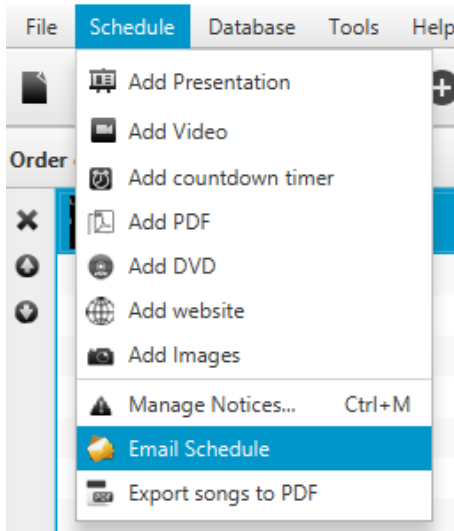 File Schedule Database Tools Help
Add Presentation
Add Video
Order
Add countdown timer
Add PDF
Add DVD
Add website
Add Images
Manage Notices... Ctrl+M
Email Schedule
Export songs to PDF